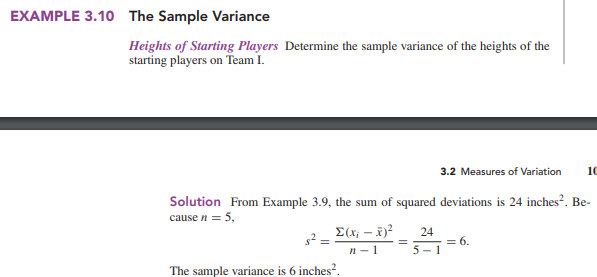 EXAMPLE 3.10 The Sample Variance
Heights of Starting Players Determine the sample variance of the heights of the
starting players on Team I.
3.2 Measures of Variation
Solution From Example 3.9, the sum of squared deviations is 24 inches². Be-
cause n = 5,
s² = Σ(xᵢ − x̄)² / n − 1 = 24 / 5 − 1 = 6.
The sample variance is 6 inches².